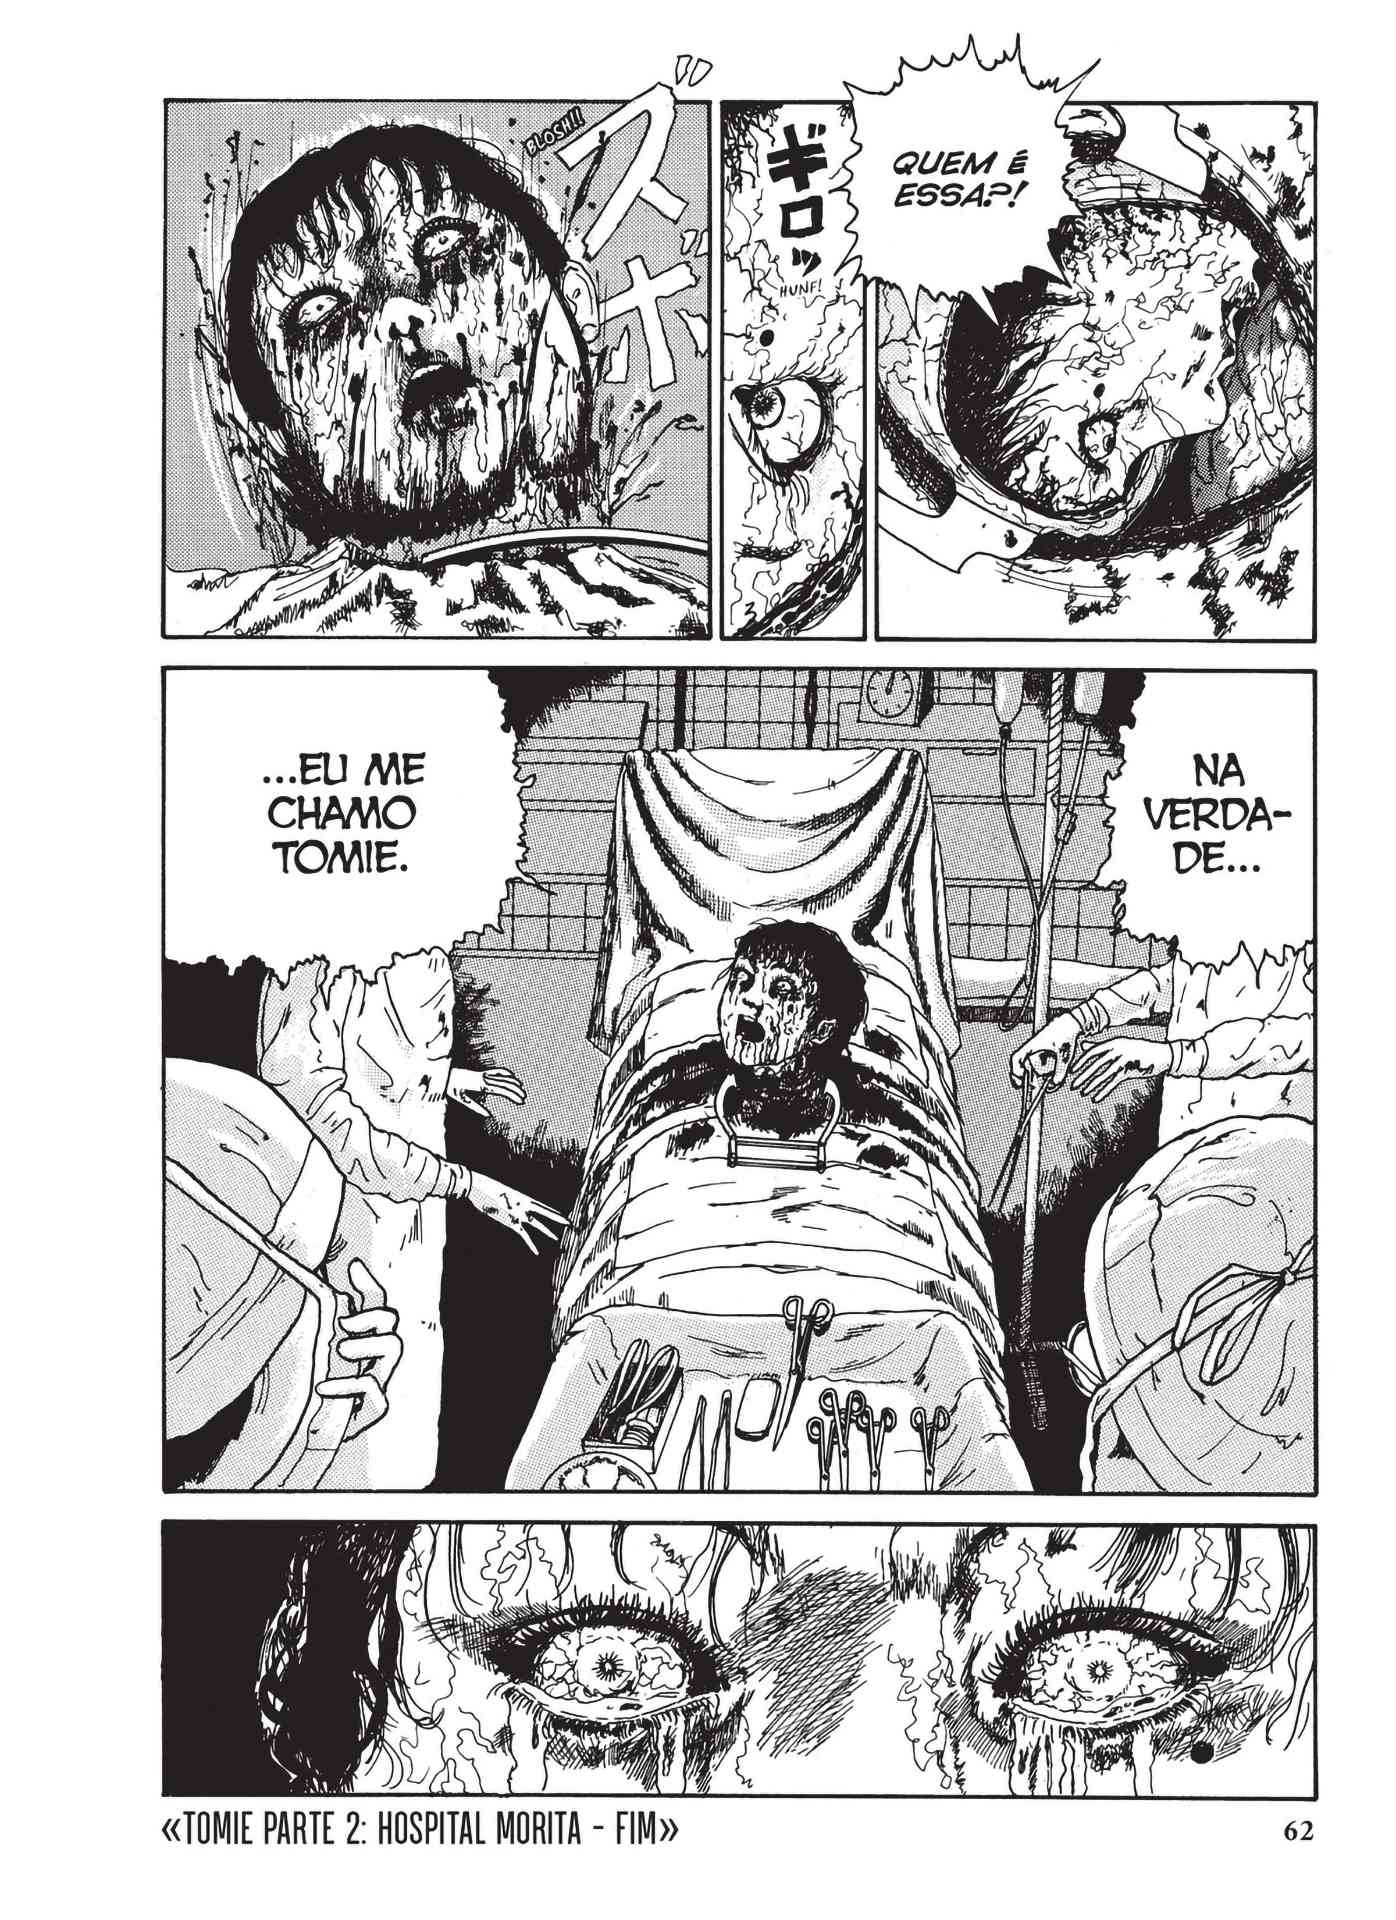 QUEM É
ESSA?!
ギロッ
HUNF!
BLOSH!!
ズボ"
NA
VERDA-
DE...
...EU ME
CHAMO
TOMIE.
«TOMIE PARTE 2: HOSPITAL MORITA - FIM»
62